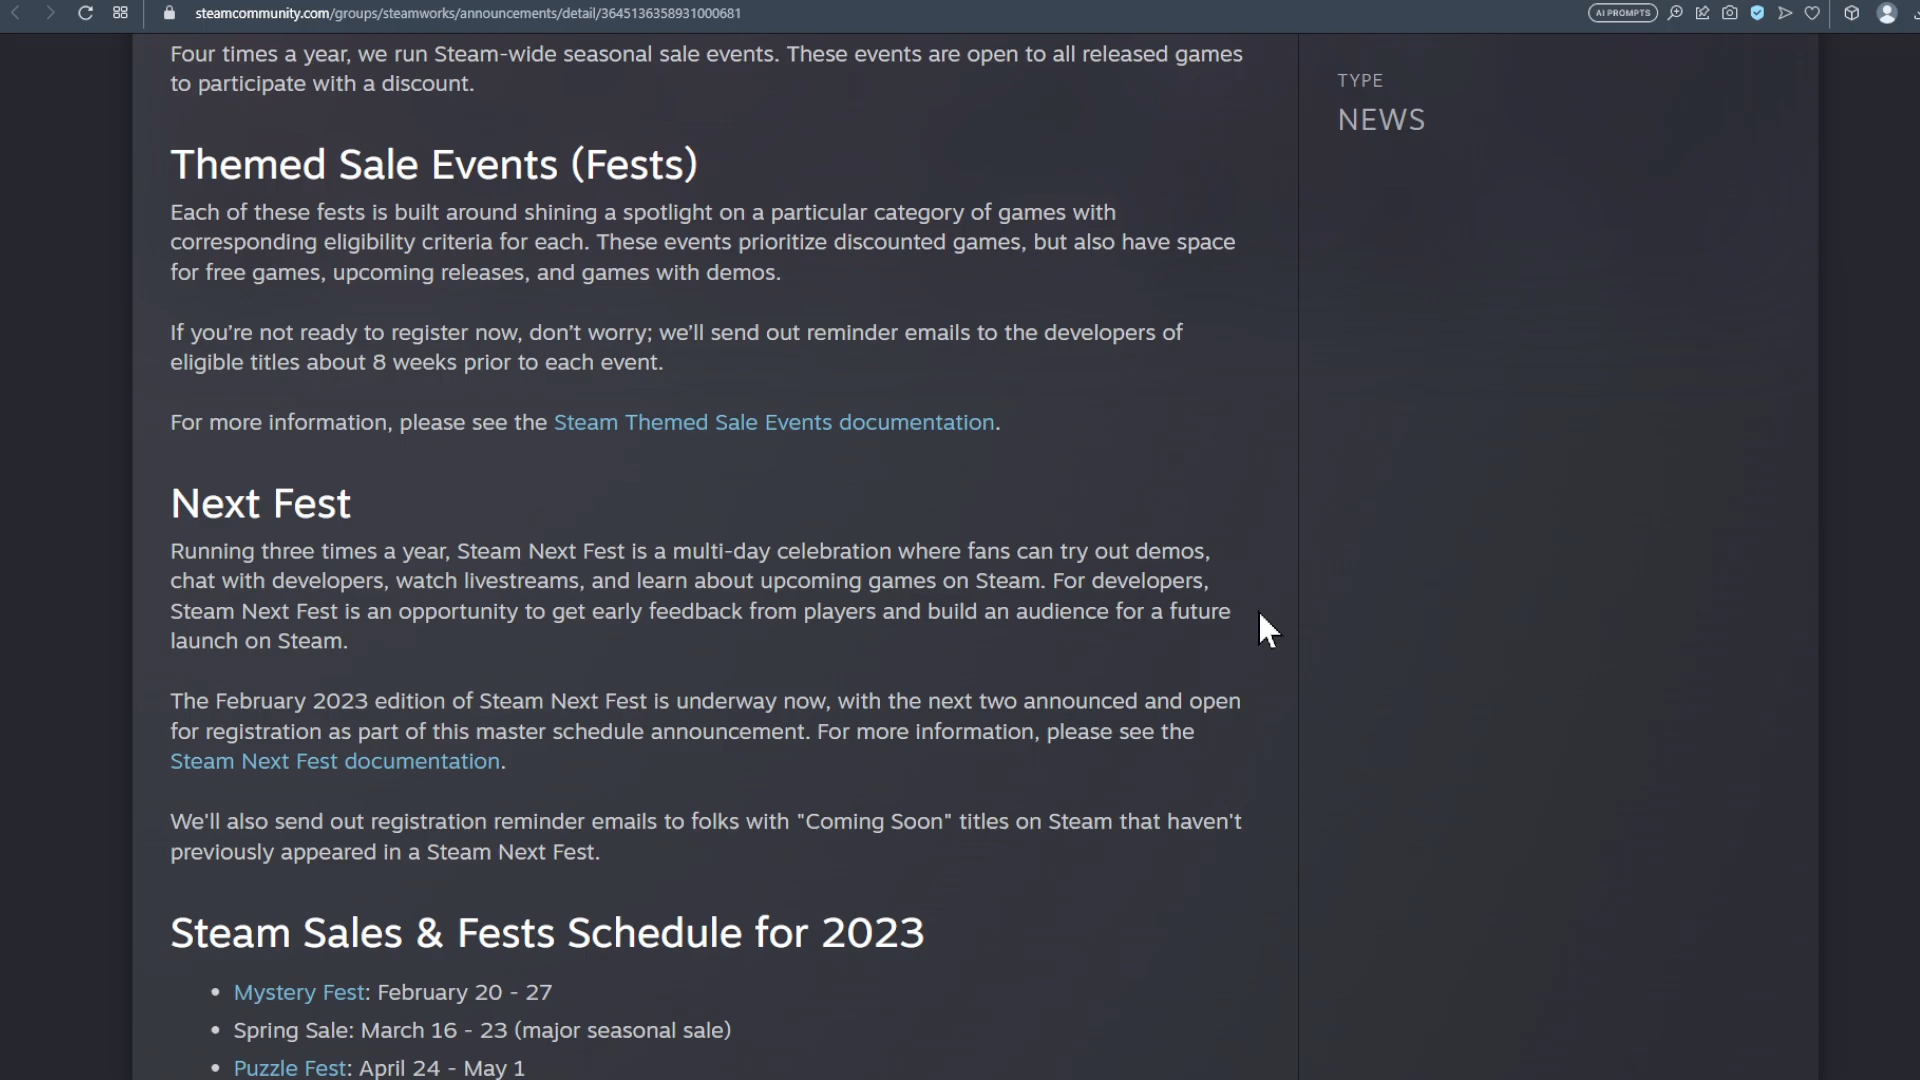 steamcommunity.com/groups/steamworks/announcements/detail/3645136358931000681
AI PROMPTS
Four times a year, we run Steam-wide seasonal sale events. These events are open to all released games
to participate with a discount.
TYPE
NEWS
Themed Sale Events (Fests)
Each of these fests is built around shining a spotlight on a particular category of games with
corresponding eligibility criteria for each. These events prioritize discounted games, but also have space
for free games, upcoming releases, and games with demos.
If you're not ready to register now, don't worry; we'll send out reminder emails to the developers of
eligible titles about 8 weeks prior to each event.
For more information, please see the Steam Themed Sale Events documentation.
Next Fest
Running three times a year, Steam Next Fest is a multi-day celebration where fans can try out demos,
chat with developers, watch livestreams, and learn about upcoming games on Steam. For developers,
Steam Next Fest is an opportunity to get early feedback from players and build an audience for a future
launch on Steam.
The February 2023 edition of Steam Next Fest is underway now, with the next two announced and open
for registration as part of this master schedule announcement. For more information, please see the
Steam Next Fest documentation.
We'll also send out registration reminder emails to folks with "Coming Soon" titles on Steam that haven't
previously appeared in a Steam Next Fest.
Steam Sales & Fests Schedule for 2023
• Mystery Fest: February 20 - 27
• Spring Sale: March 16 - 23 (major seasonal sale)
• Puzzle Fest: April 24 - May 1